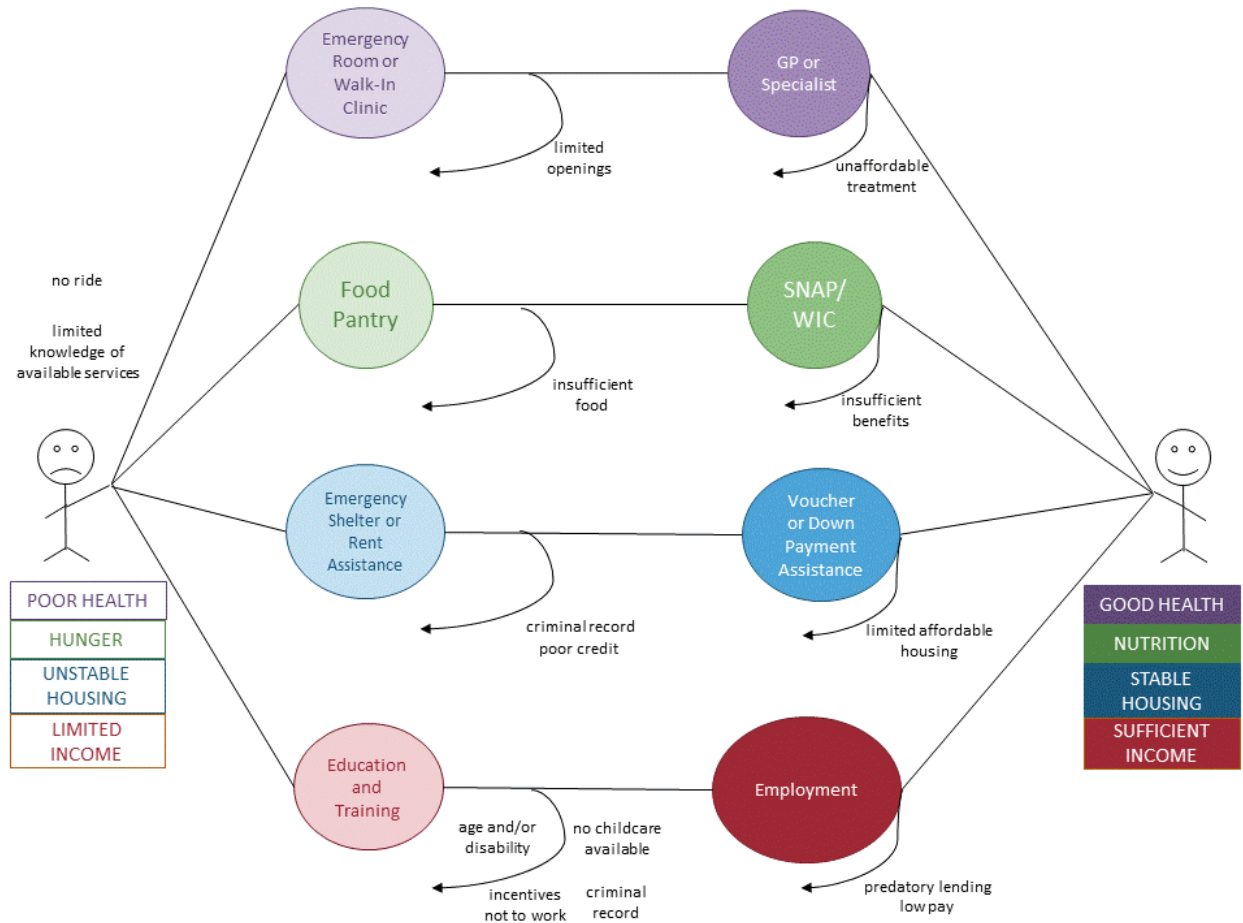 Emergency
Room or
Walk-In
Clinic
GP or
Specialist
limited
openings
unaffordable
treatment
no ride
limited
knowledge of
available services
Food
Pantry
SNAP/
WIC
insufficient
food
insufficient
benefits
Emergency
Shelter or
Rent
Assistance
Voucher
or Down
Payment
Assistance
criminal record
poor credit
limited affordable
housing
POOR HEALTH
HUNGER
UNSTABLE
HOUSING
LIMITED
INCOME
GOOD HEALTH
NUTRITION
STABLE
HOUSING
SUFFICIENT
INCOME
Education
and
Training
Employment
age and/or
disability
no childcare
available
incentives
not to work
criminal
record
predatory lending
low pay